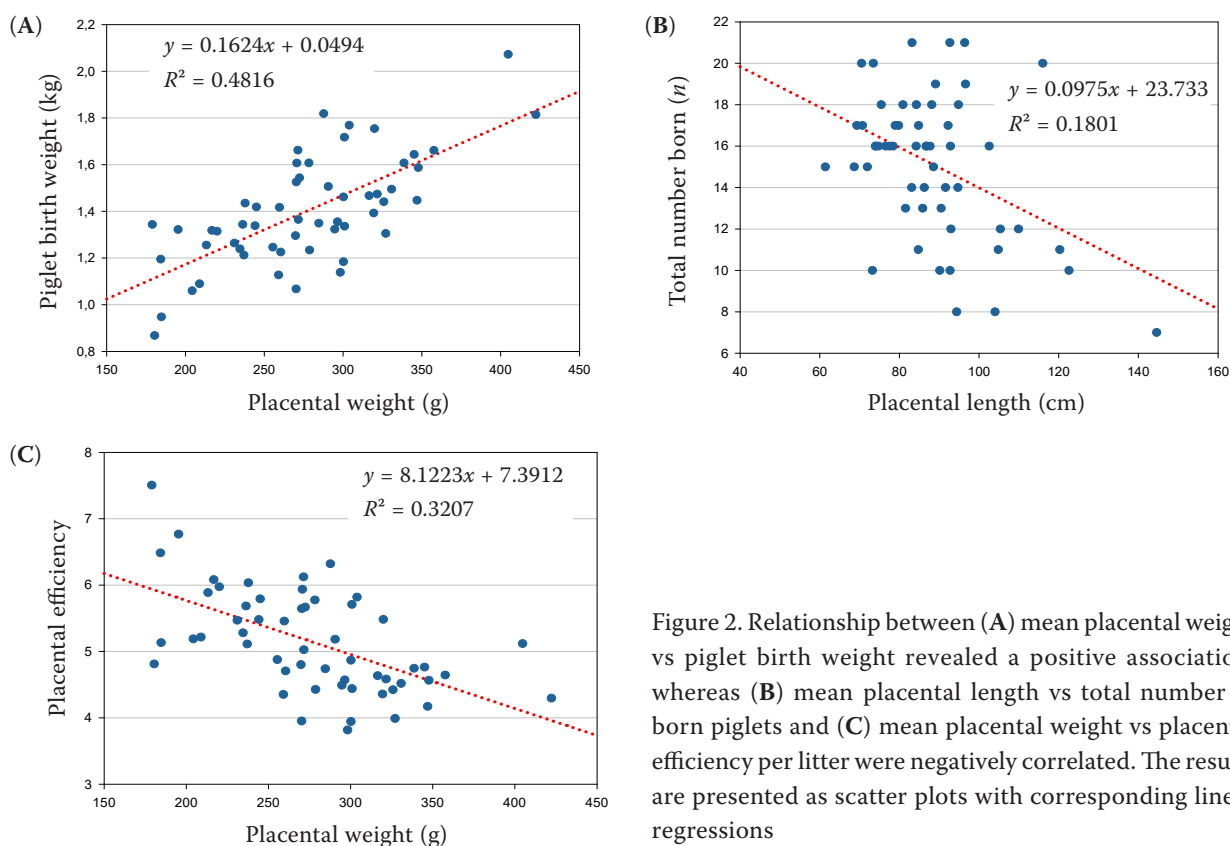 (A)
y = 0.1624x + 0.0494
R² = 0.4816
Piglet birth weight (kg)
2,2
2,0
1,8
1,6
1,4
1,2
1,0
0,8
150 200 250 300 350 400 450
Placental weight (g)
(B)
y = 0.0975x + 23.733
R² = 0.1801
Total number born (n)
22
20
18
16
14
12
10
8
6
40 60 80 100 120 140 160
Placental length (cm)
(C)
y = 8.1223x + 7.3912
R² = 0.3207
Placental efficiency
8
7
6
5
4
3
150 200 250 300 350 400 450
Placental weight (g)
Figure 2. Relationship between (A) mean placental weig
vs piglet birth weight revealed a positive associatio
whereas (B) mean placental length vs total number
born piglets and (C) mean placental weight vs placen
efficiency per litter were negatively correlated. The resu
are presented as scatter plots with corresponding line
regressions